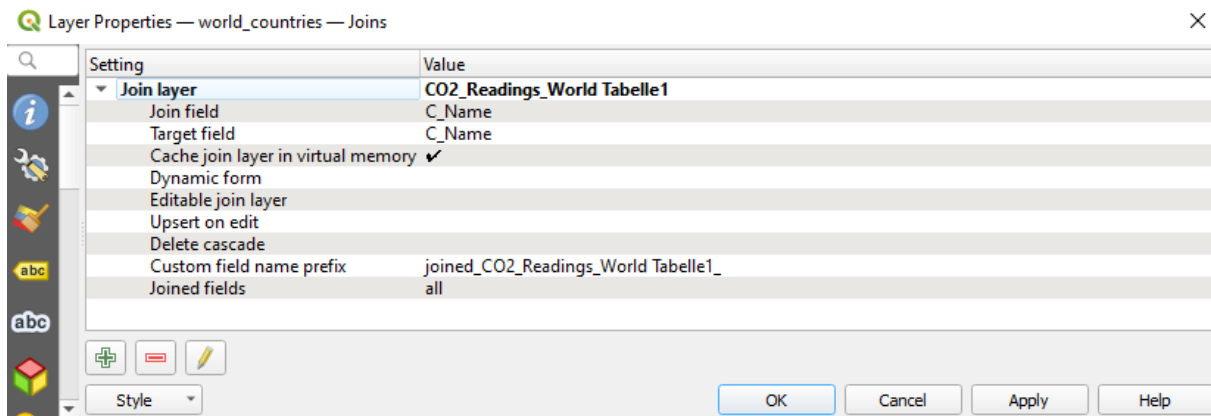 Layer Properties — world_countries — Joins
Setting Value
Join layer CO2_Readings_World Tabelle1
Join field C_Name
Target field C_Name
Cache join layer in virtual memory ✔
Dynamic form
Editable join layer
Upsert on edit
Delete cascade
Custom field name prefix joined_CO2_Readings_World Tabelle1_
Joined fields all
abc
abc
Style OK Cancel Apply Help